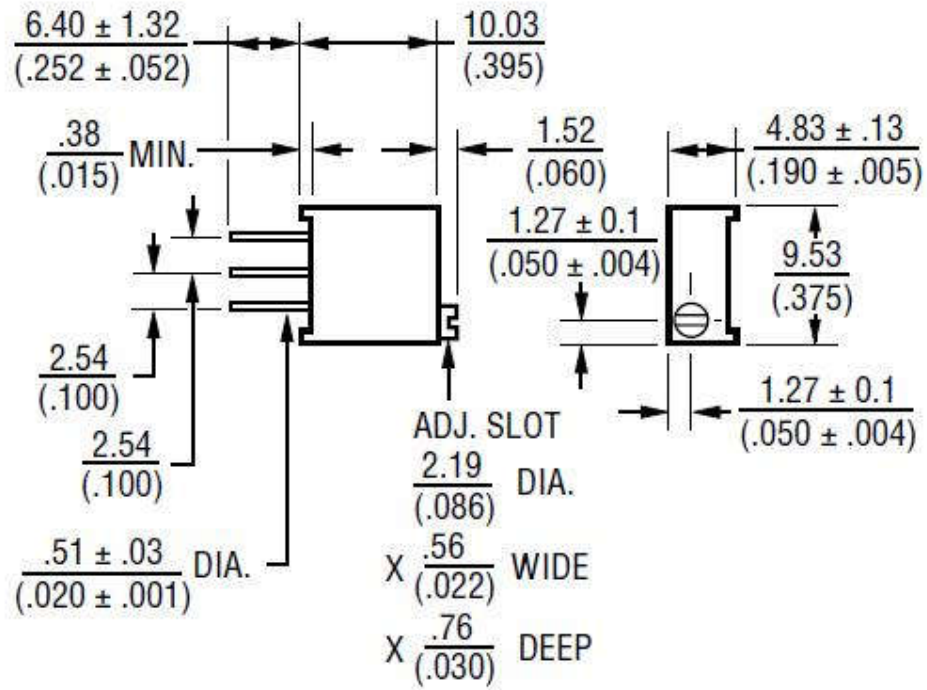 6.40 ± 1.32
(.252 ± .052)
10.03
(.395)
.38
(.015)
MIN.
1.52
(.060)
4.83 ± .13
(.190 ± .005)
1.27 ± 0.1
(.050 ± .004)
9.53
(.375)
2.54
(.100)
2.54
(.100)
1.27 ± 0.1
(.050 ± .004)
ADJ. SLOT
2.19
(.086)
DIA.
.51 ± .03
(.020 ± .001)
DIA.
X .56
(.022)
WIDE
X .76
(.030)
DEEP